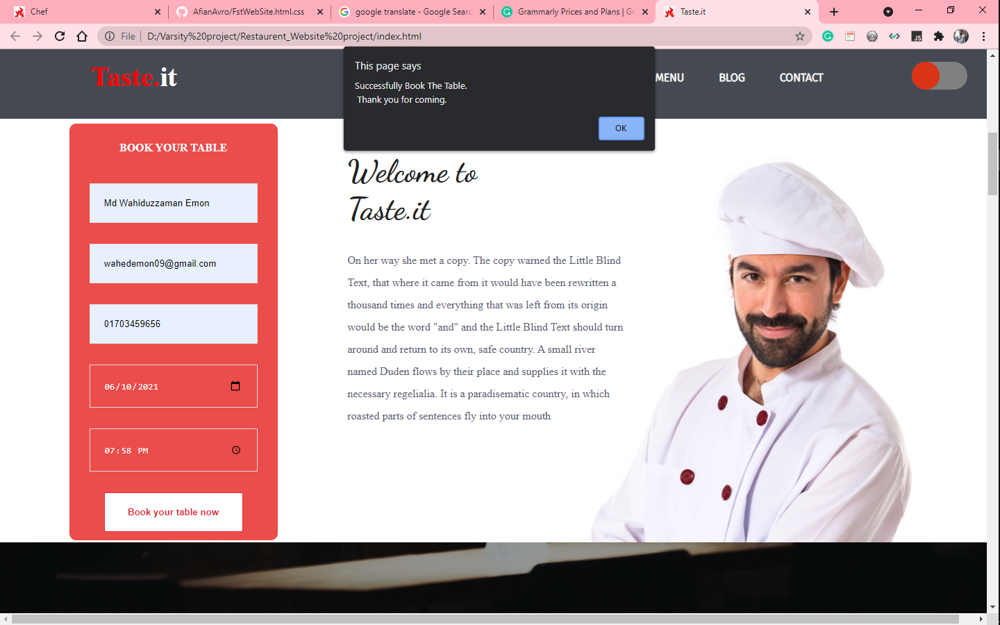 Chef
AfianAvro/FstWebSite.html.css
google translate - Google Searc
Grammarly Prices and Plans | Gr
Taste.it
File
D:/Varsity%20project/Restaurent_Website%20project/index.html
JS
Taste.it
MENU
BLOG
CONTACT
This page says
Successfully Book The Table.
Thank you for coming.
OK
BOOK YOUR TABLE
Md Wahiduzzaman Emon
wahedemon09@gmail.com
01703459656
06/10/2021
07:58 PM
Book your table now
Welcome to
Taste.it
On her way she met a copy. The copy warned the Little Blind
Text, that where it came from it would have been rewritten a
thousand times and everything that was left from its origin
would be the word "and" and the Little Blind Text should turn
around and return to its own, safe country. A small river
named Duden flows by their place and supplies it with the
necessary regelialia. It is a paradisematic country, in which
roasted parts of sentences fly into your mouth